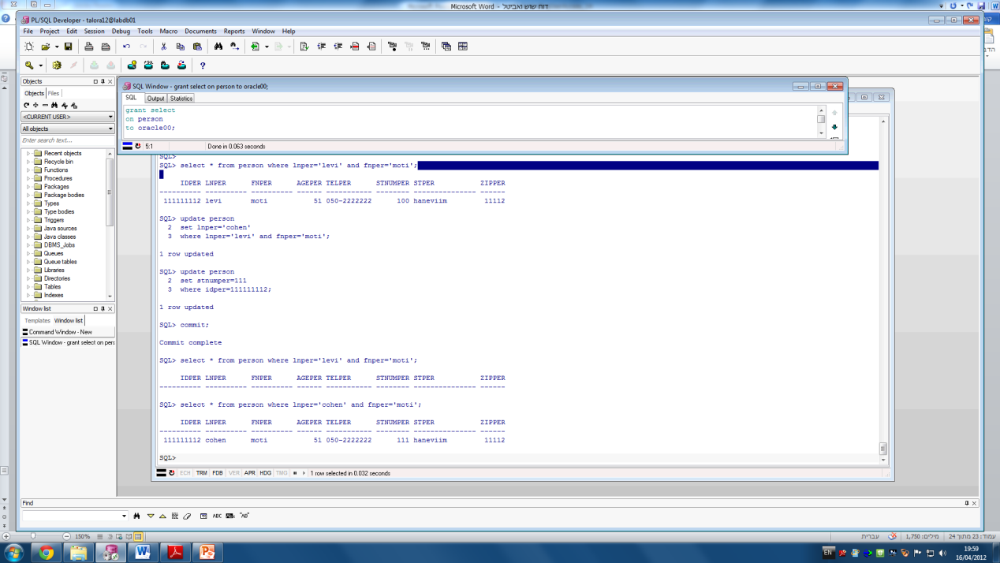 Microsoft Word - דוח שוש ואביטל
PL/SQL Developer - talora12@labdb01
File Project Edit Session Debug Tools Macro Documents Reports Window Help
Objects
Objects Files
<CURRENT USER>
All objects
Enter search text...
Recent objects
Recycle bin
Functions
Procedures
Packages
Package bodies
Types
Type bodies
Triggers
Java sources
Java classes
DBMS_Jobs
Queues
Queue tables
Libraries
Directories
Tables
Indexes
Window list
Templates Window list
Command Window - New
SQL Window - grant select on pers
SQL Window - grant select on person to oracle00;
SQL Output Statistics
grant select
on person
to oracle00;
5:1 Done in 0.063 seconds
SQL>
SQL> select * from person where lnper='levi' and fnper='moti';
IDPER LNPER FNPER AGEPER TELPER STNUMPER STPER ZIPPER
---------- ---------- ---------- ------ ----------- -------- --------------- ------
111111112 levi moti 51 050-2222222 100 haneviim 11112
SQL> update person
2 set lnper='cohen'
3 where lnper='levi' and fnper='moti';
1 row updated
SQL> update person
2 set stnumper=111
3 where idper=111111112;
1 row updated
SQL> commit;
Commit complete
SQL> select * from person where lnper='levi' and fnper='moti';
IDPER LNPER FNPER AGEPER TELPER STNUMPER STPER ZIPPER
---------- ---------- ---------- ------ ----------- -------- --------------- ------
SQL> select * from person where lnper='cohen' and fnper='moti';
IDPER LNPER FNPER AGEPER TELPER STNUMPER STPER ZIPPER
---------- ---------- ---------- ------ ----------- -------- --------------- ------
111111112 cohen moti 51 050-2222222 111 haneviim 11112
SQL>
ECH TRM FDB VER APR HDG TMG 1 row selected in 0.032 seconds
Find
ABC "AB"
150%
עמוד: 23 מתוך 24 מילים: 1,750 עברית
EN
19:59
16/04/2012